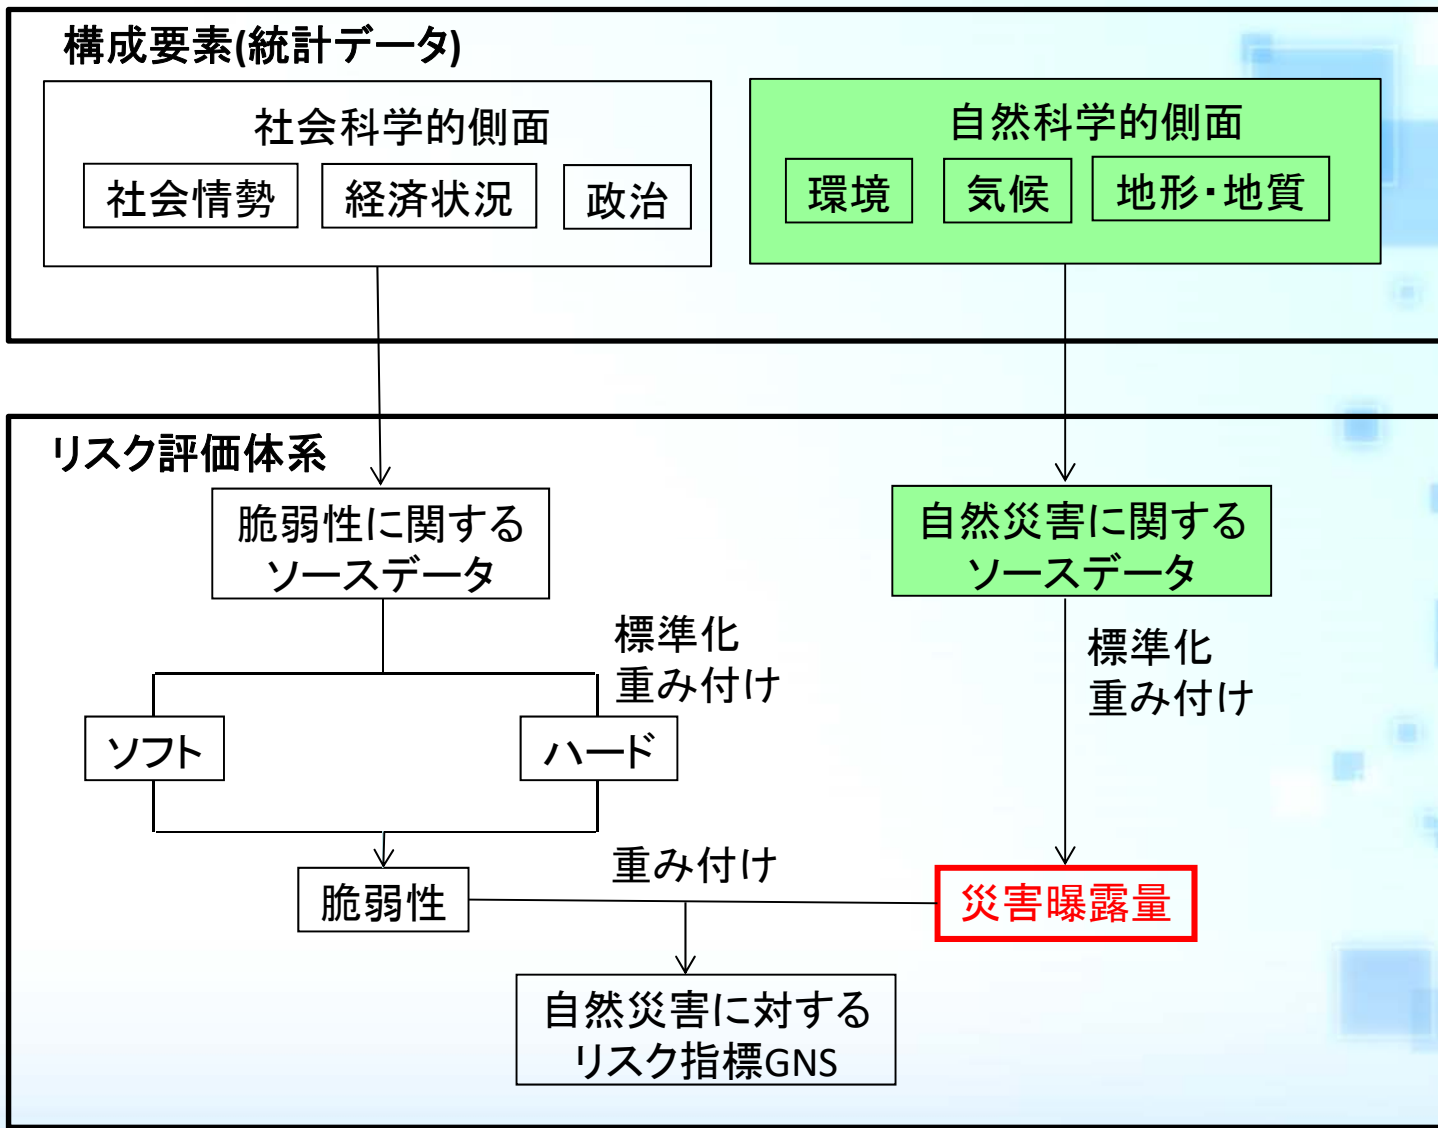 構成要素(統計データ)
社会科学的側面
社会情勢
経済状況
政治
自然科学的側面
環境
気候
地形・地質
リスク評価体系
脆弱性に関する
ソースデータ
自然災害に関する
ソースデータ
標準化
重み付け
標準化
重み付け
ソフト
ハード
重み付け
脆弱性
災害曝露量
自然災害に対する
リスク指標GNS